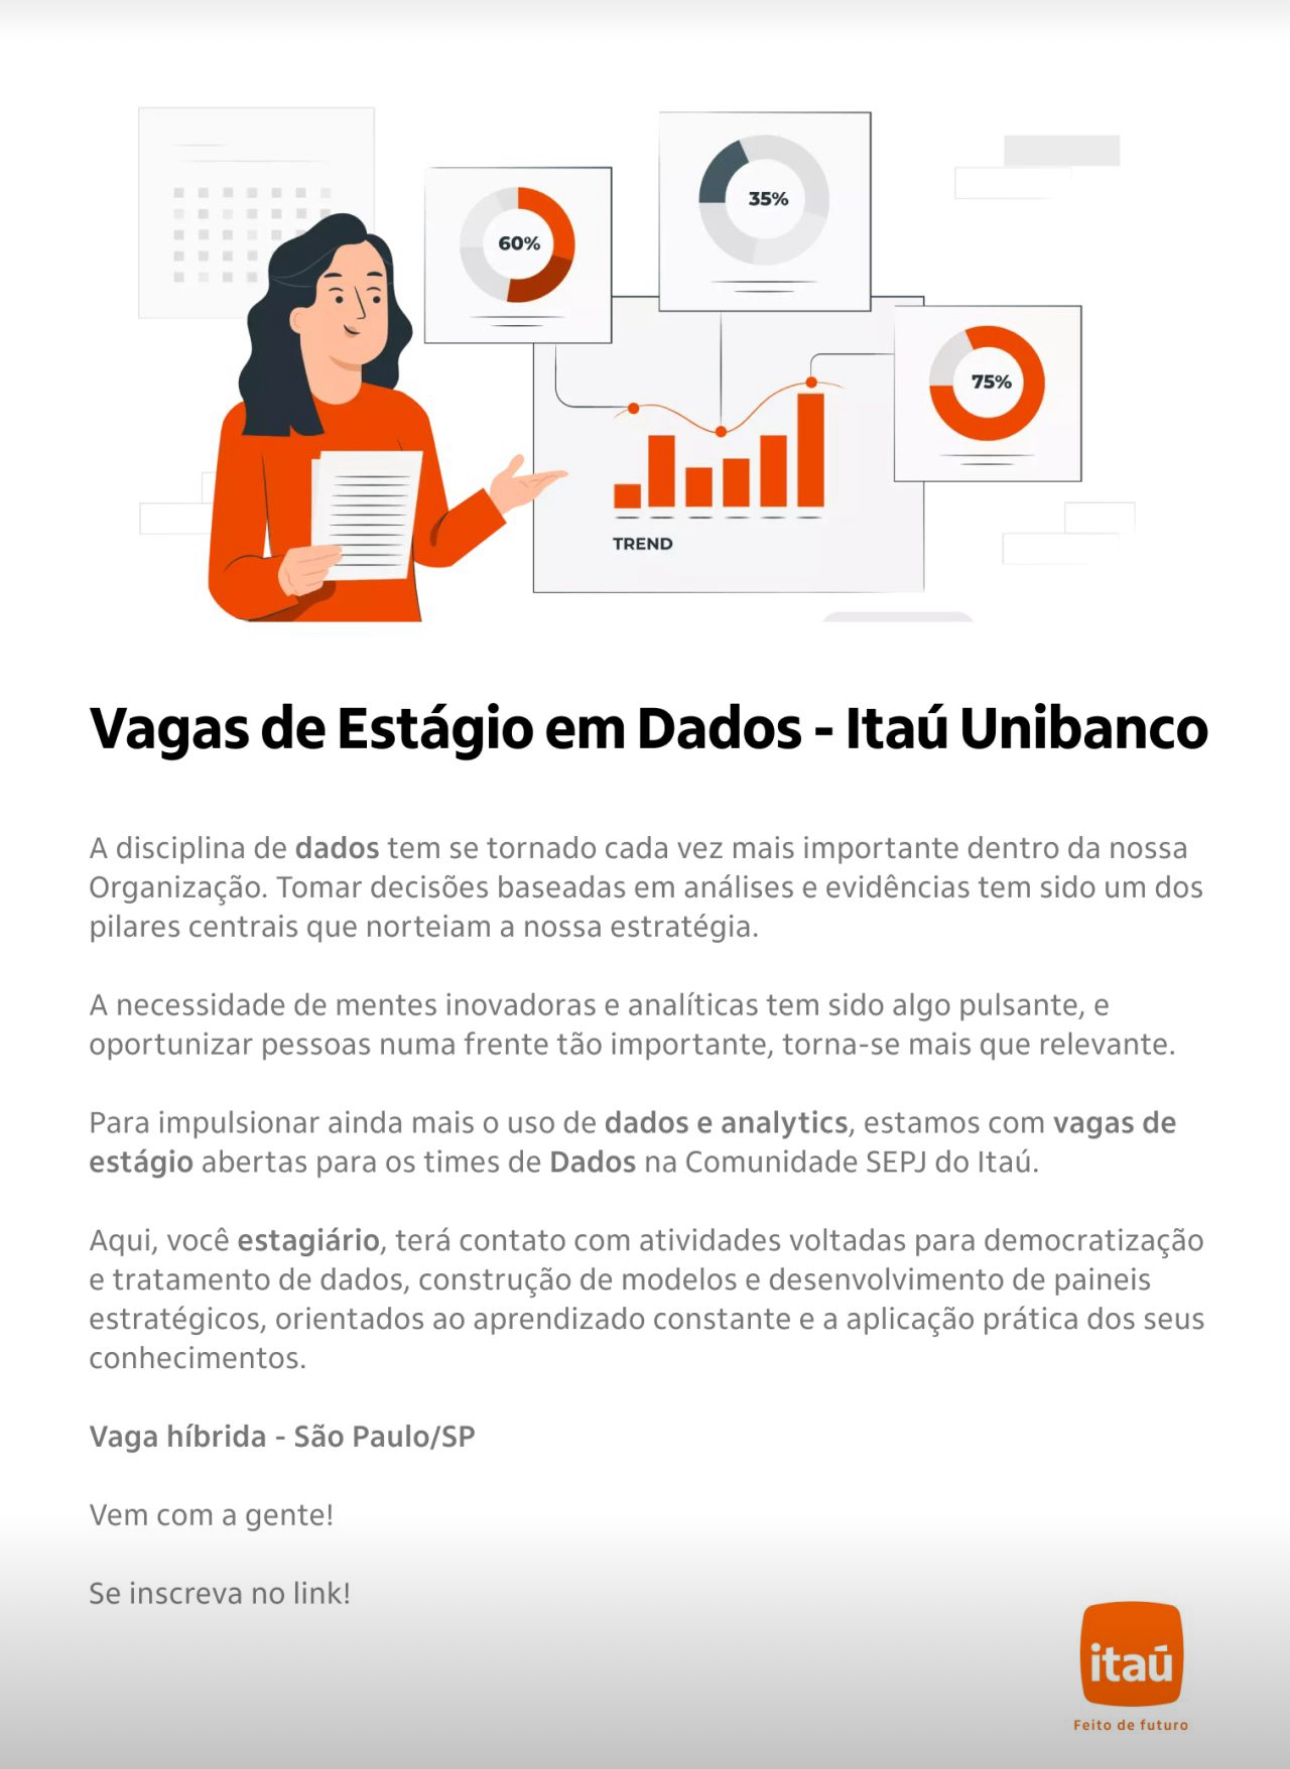 60%
35%
75%
TREND
Vagas de Estágio em Dados - Itaú Unibanco
A disciplina de dados tem se tornado cada vez mais importante dentro da nossa
Organização. Tomar decisões baseadas em análises e evidências tem sido um dos
pilares centrais que norteiam a nossa estratégia.
A necessidade de mentes inovadoras e analíticas tem sido algo pulsante, e
oportunizar pessoas numa frente tão importante, torna-se mais que relevante.
Para impulsionar ainda mais o uso de dados e analytics, estamos com vagas de
estágio abertas para os times de Dados na Comunidade SEPJ do Itaú.
Aqui, você estagiário, terá contato com atividades voltadas para democratização
e tratamento de dados, construção de modelos e desenvolvimento de paineis
estratégicos, orientados ao aprendizado constante e a aplicação prática dos seus
conhecimentos.
Vaga híbrida - São Paulo/SP
Vem com a gente!
Se inscreva no link!
itaú
Feito de futuro